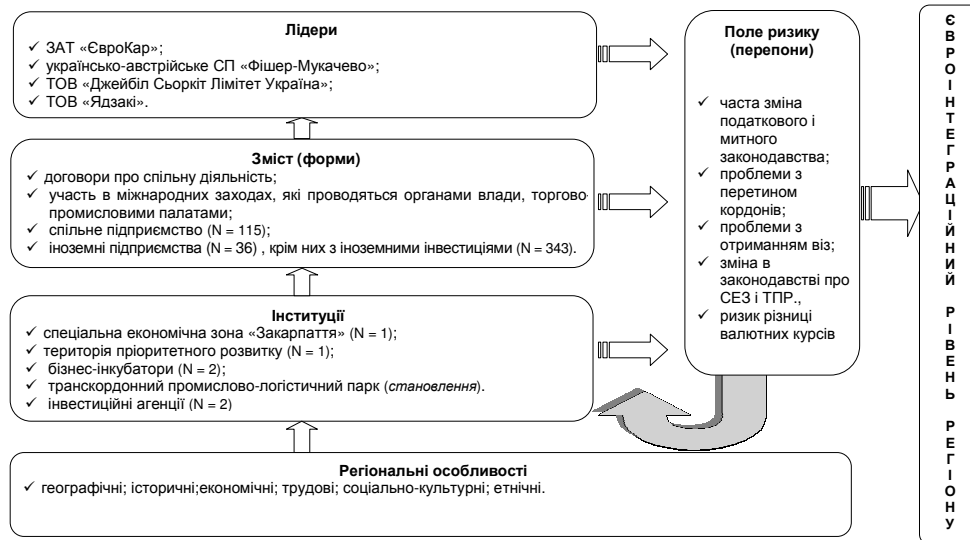 Лідери
✓ ЗАТ «ЄвроКар»;
✓ українсько-австрійське СП «Фішер-Мукачево»;
✓ ТОВ «Джейбіл Сьоркіт Лімітет Україна»;
✓ ТОВ «Ядзакі».
Зміст (форми)
✓ договори про спільну діяльність;
✓ участь в міжнародних заходах, які проводяться органами влади, торгово-
промисловими палатами;
✓ спільне підприємство (N = 115);
✓ іноземні підприємства (N = 36) , крім них з іноземними інвестиціями (N = 343).
Інституції
✓ спеціальна економічна зона «Закарпаття» (N = 1);
✓ територія пріоритетного розвитку (N = 1);
✓ бізнес-інкубатори (N = 2);
✓ транскордонний промислово-логістичний парк (становлення).
✓ інвестиційні агенції (N = 2)
Регіональні особливості
✓ географічні; історичні;економічні; трудові; соціально-культурні; етнічні.
Поле ризику
(перепони)
✓ часта зміна
податкового і
митного
законодавства;
✓ проблеми з
перетином
кордонів;
✓ проблеми з
отриманням віз;
✓ зміна в
законодавстві про
СЕЗ і ТПР.,
✓ ризик різниці
валютних курсів
ЄВРОІНТЕГРАЦІЙНИЙ РІВЕНЬ РЕГІОНУ